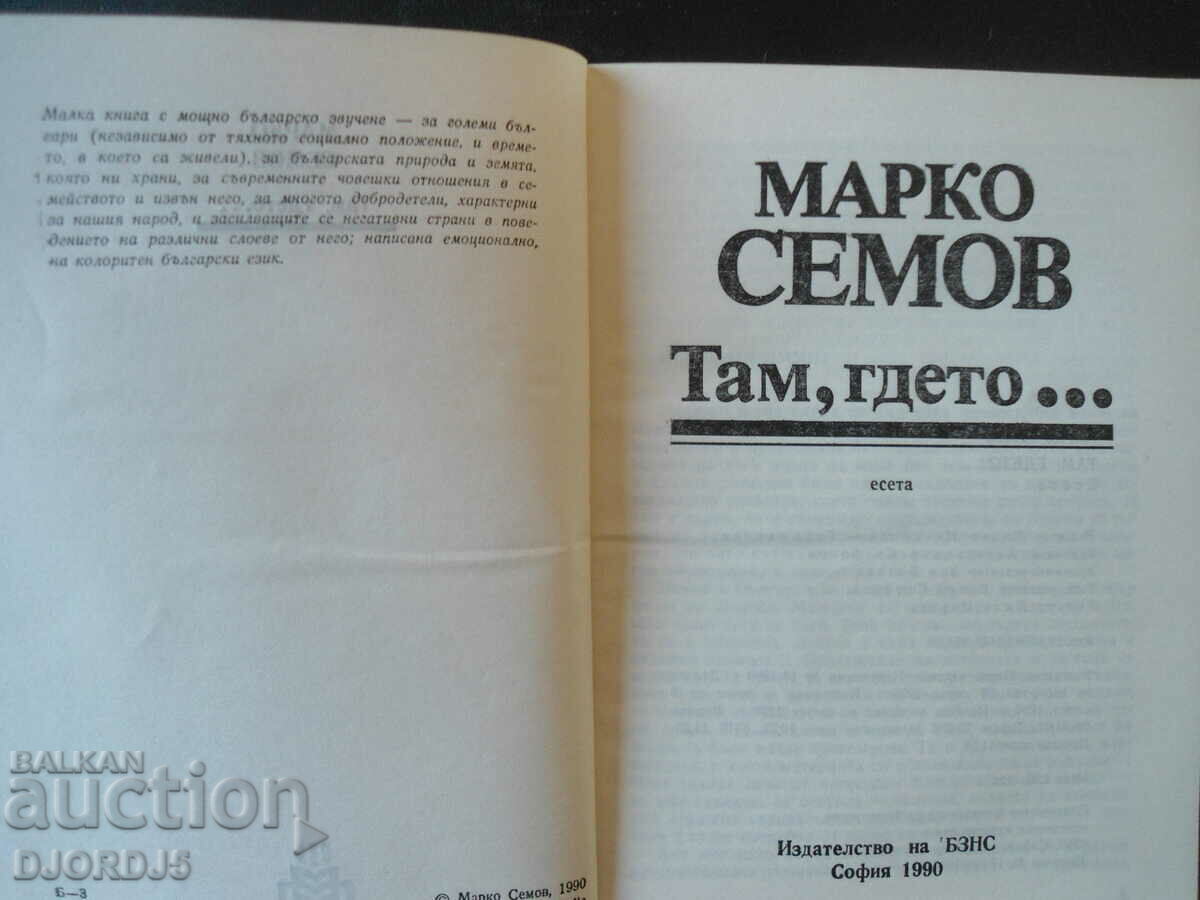 Малка книга с мощно българско звучене — за големи бъл-
гари (независимо от тяхното социално положение, и време-
то, в което са живели), за българската природа и земята,
която ни храни, за съвременните човешки отношения в се-
мейството и извън него, за многото добродетели, характерни
за нашия народ, и засилващите се негативни страни в пове-
дението на различни слоеве от него; написана емоционално,
на колоритен български език.
Б—3
© Марко Семов, 1990
МАРКО
СЕМОВ
Там, гдето...
есета
Издателство на БЗНС
София 1990
BALKAN
auction
DJORDJ5